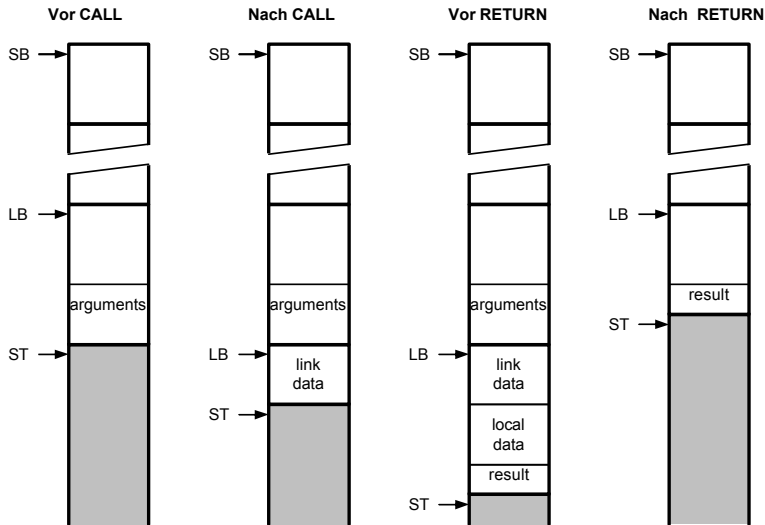 Vor CALL
Nach CALL
Vor RETURN
Nach RETURN
SB
SB
SB
SB
LB
LB
arguments
arguments
arguments
result
ST
ST
LB
link
data
LB
link
data
ST
local
data
result
ST